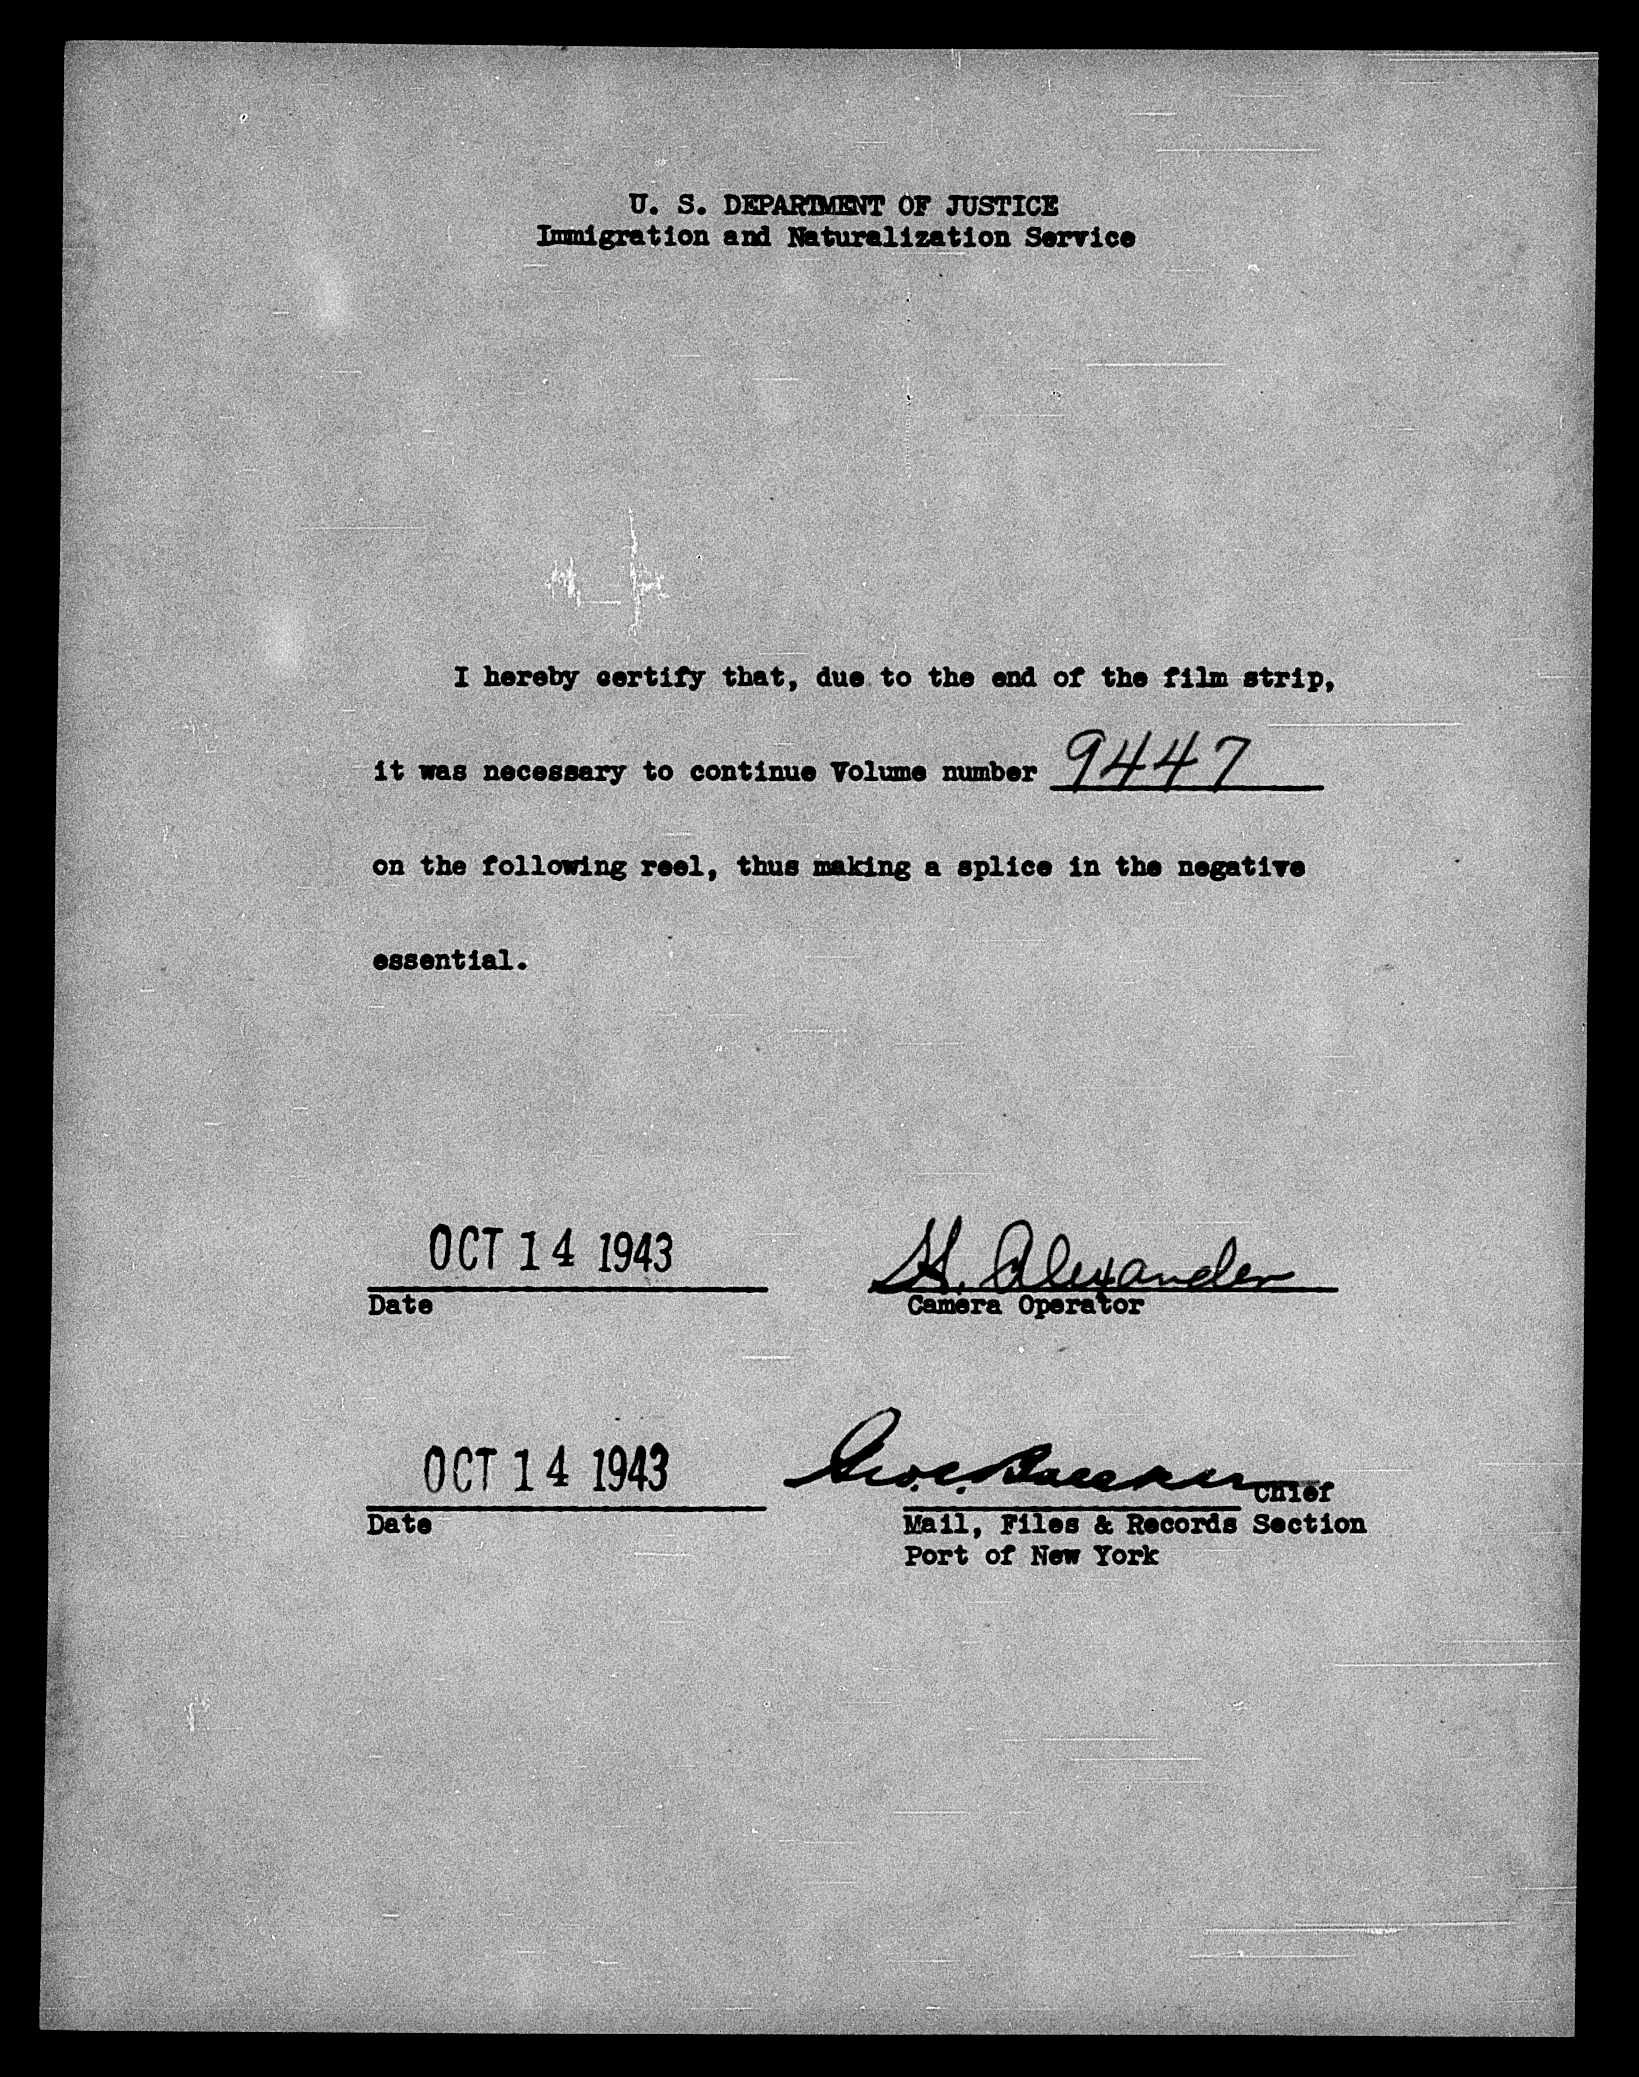 U. S. DEPARTMENT OF JUSTICE
Immigration and Naturalization Service
I hereby certify that, due to the end of the film strip,
it was necessary to continue Volume number 9447
on the following reel, thus making a splice in the negative
essential.
OCT 14 1943 H. Alexander
Date Camera Operator
OCT 14 1943 Geo. C. Chief
Date Mail, Files & Records Section
Port of New York